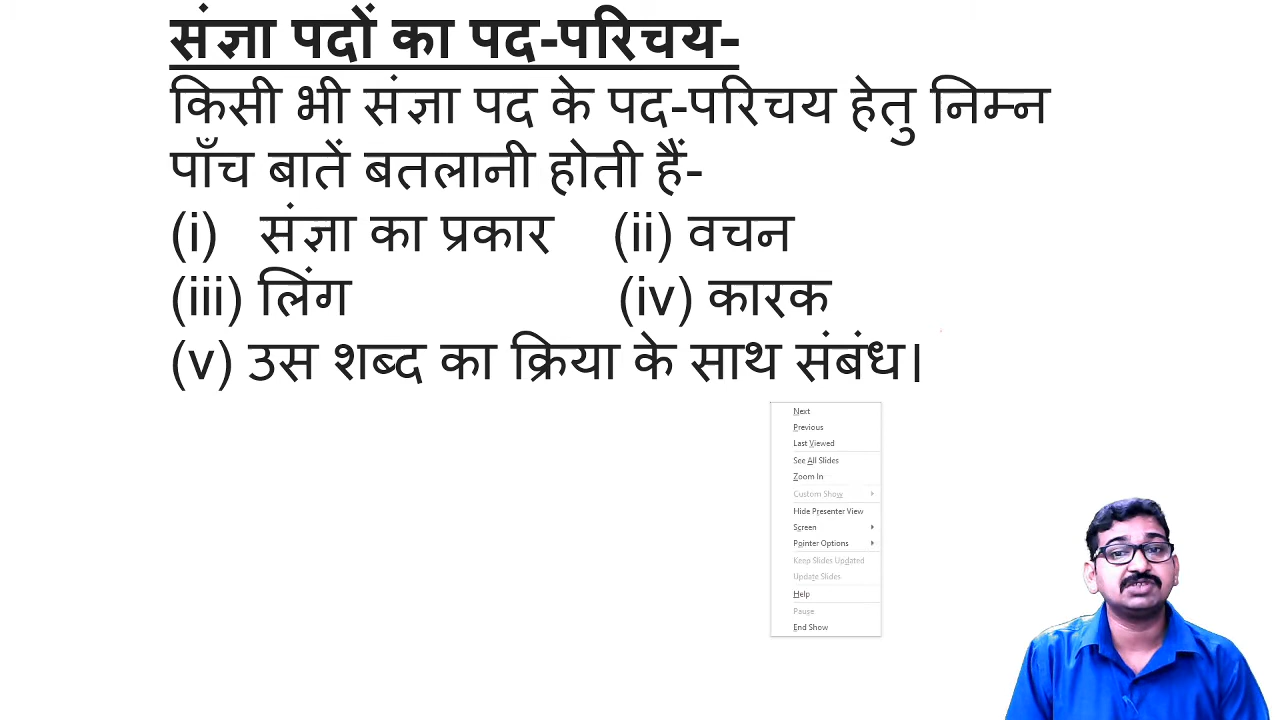 संज्ञा पदों का पद-परिचय-
किसी भी संज्ञा पद के पद-परिचय हेतु निम्न
पाँच बातें बतलानी होती हैं-
(i) संज्ञा का प्रकार (ii) वचन
(iii) लिंग (iv) कारक
(v) उस शब्द का क्रिया के साथ संबंध।
Next
Previous
Last Viewed
See All Slides
Zoom In
Custom Show
Hide Presenter View
Screen
Pointer Options
Keep Slides Updated
Update Slides
Help
Pause
End Show